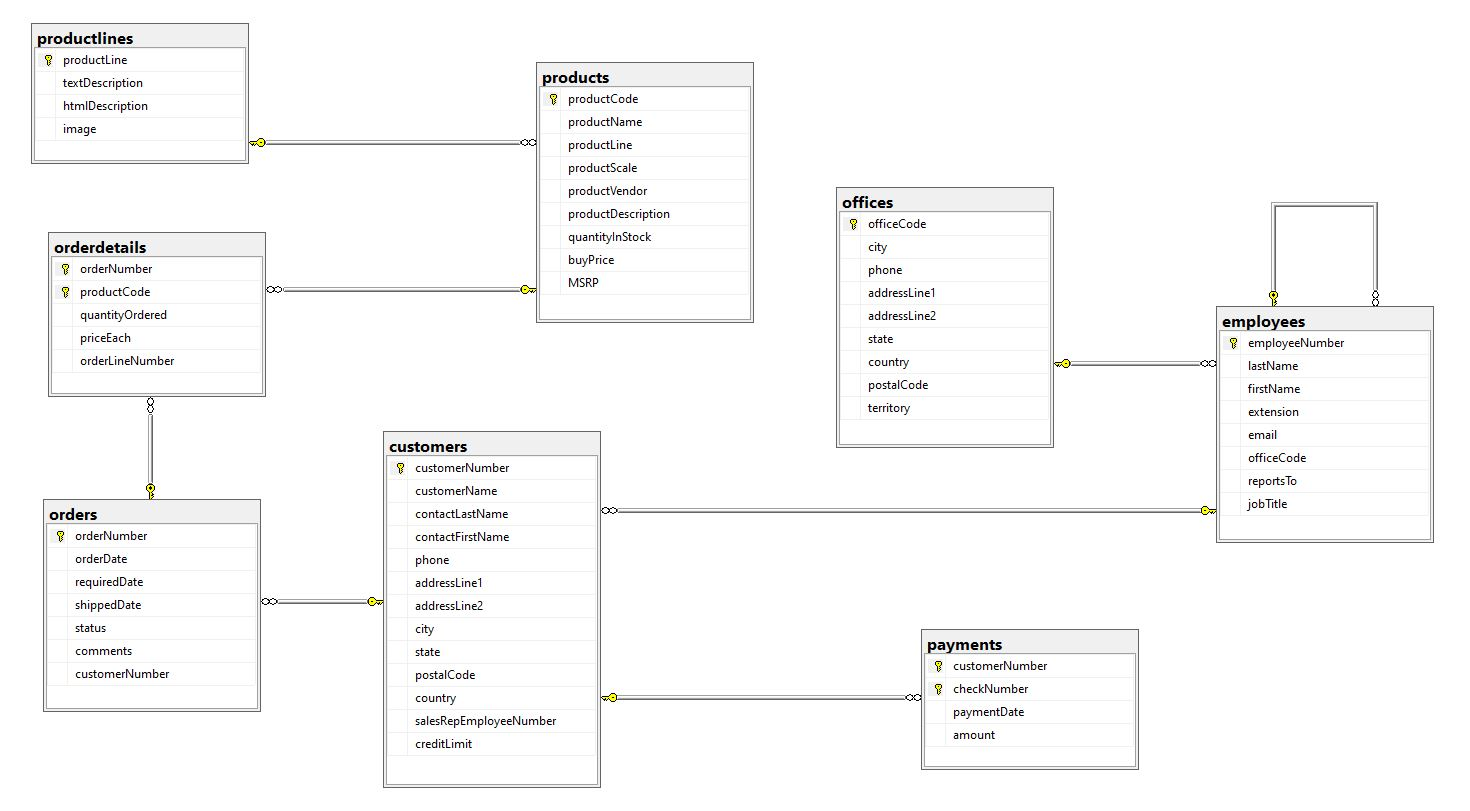 productlines
productLine
textDescription
htmlDescription
image
products
productCode
productName
productLine
productScale
productVendor
productDescription
quantityInStock
buyPrice
MSRP
orderdetails
orderNumber
productCode
quantityOrdered
priceEach
orderLineNumber
offices
officeCode
city
phone
addressLine1
addressLine2
state
country
postalCode
territory
employees
employeeNumber
lastName
firstName
extension
email
officeCode
reportsTo
jobTitle
orders
orderNumber
orderDate
requiredDate
shippedDate
status
comments
customerNumber
customers
customerNumber
customerName
contactLastName
contactFirstName
phone
addressLine1
addressLine2
city
state
postalCode
country
salesRepEmployeeNumber
creditLimit
payments
customerNumber
checkNumber
paymentDate
amount